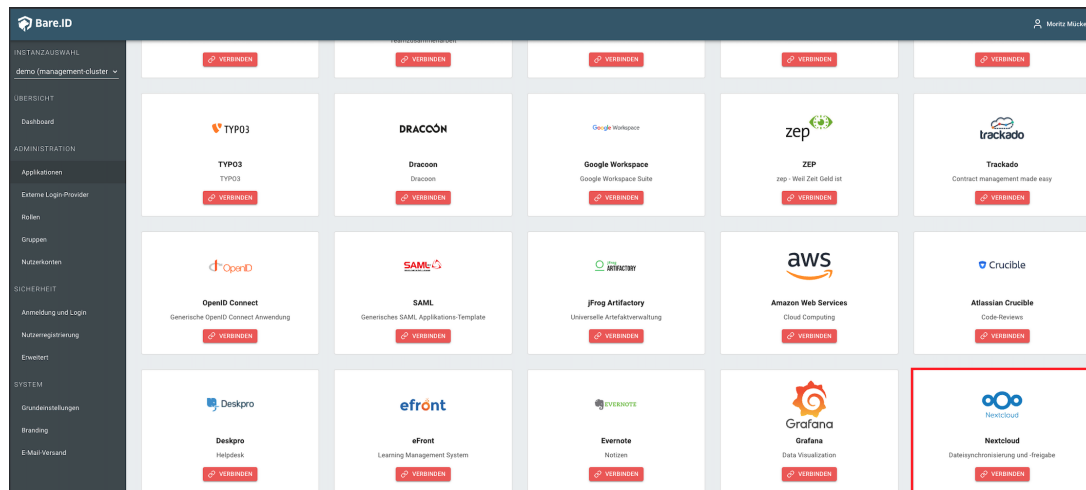 Bare.ID
Moritz Mücke
INSTANZAUSWAHL
demo (management-cluster
ÜBERSICHT
Dashboard
ADMINISTRATION
Applikationen
Externe Login-Provider
Rollen
Gruppen
Nutzerkonten
SICHERHEIT
Anmeldung und Login
Nutzerregistrierung
Erweitert
SYSTEM
Grundeinstellungen
Branding
E-Mail-Versand
VERBINDEN
VERBINDEN
VERBINDEN
VERBINDEN
VERBINDEN
TYPO3
TYPO3
TYPO3
VERBINDEN
DRACOON
Dracoon
Dracoon
VERBINDEN
Google Workspace
Google Workspace
Google Workspace Suite
VERBINDEN
zep
ZEP
zep - Weil Zeit Geld ist
VERBINDEN
trackado
Trackado
Contract management made easy
VERBINDEN
OpenID
OpenID Connect
Generische OpenID Connect Anwendung
VERBINDEN
SAML
SAML
Generisches SAML Applikations-Template
VERBINDEN
ARTIFACTORY
jFrog Artifactory
Universelle Artefaktverwaltung
VERBINDEN
aws
Amazon Web Services
Cloud Computing
VERBINDEN
Crucible
Atlassian Crucible
Code-Reviews
VERBINDEN
Deskpro
Deskpro
Helpdesk
VERBINDEN
efront
eFront
Learning Management System
VERBINDEN
EVERNOTE
Evernote
Notizen
VERBINDEN
Grafana
Grafana
Data Visualization
VERBINDEN
Nextcloud
Nextcloud
Dateisynchronisierung und -freigabe
VERBINDEN